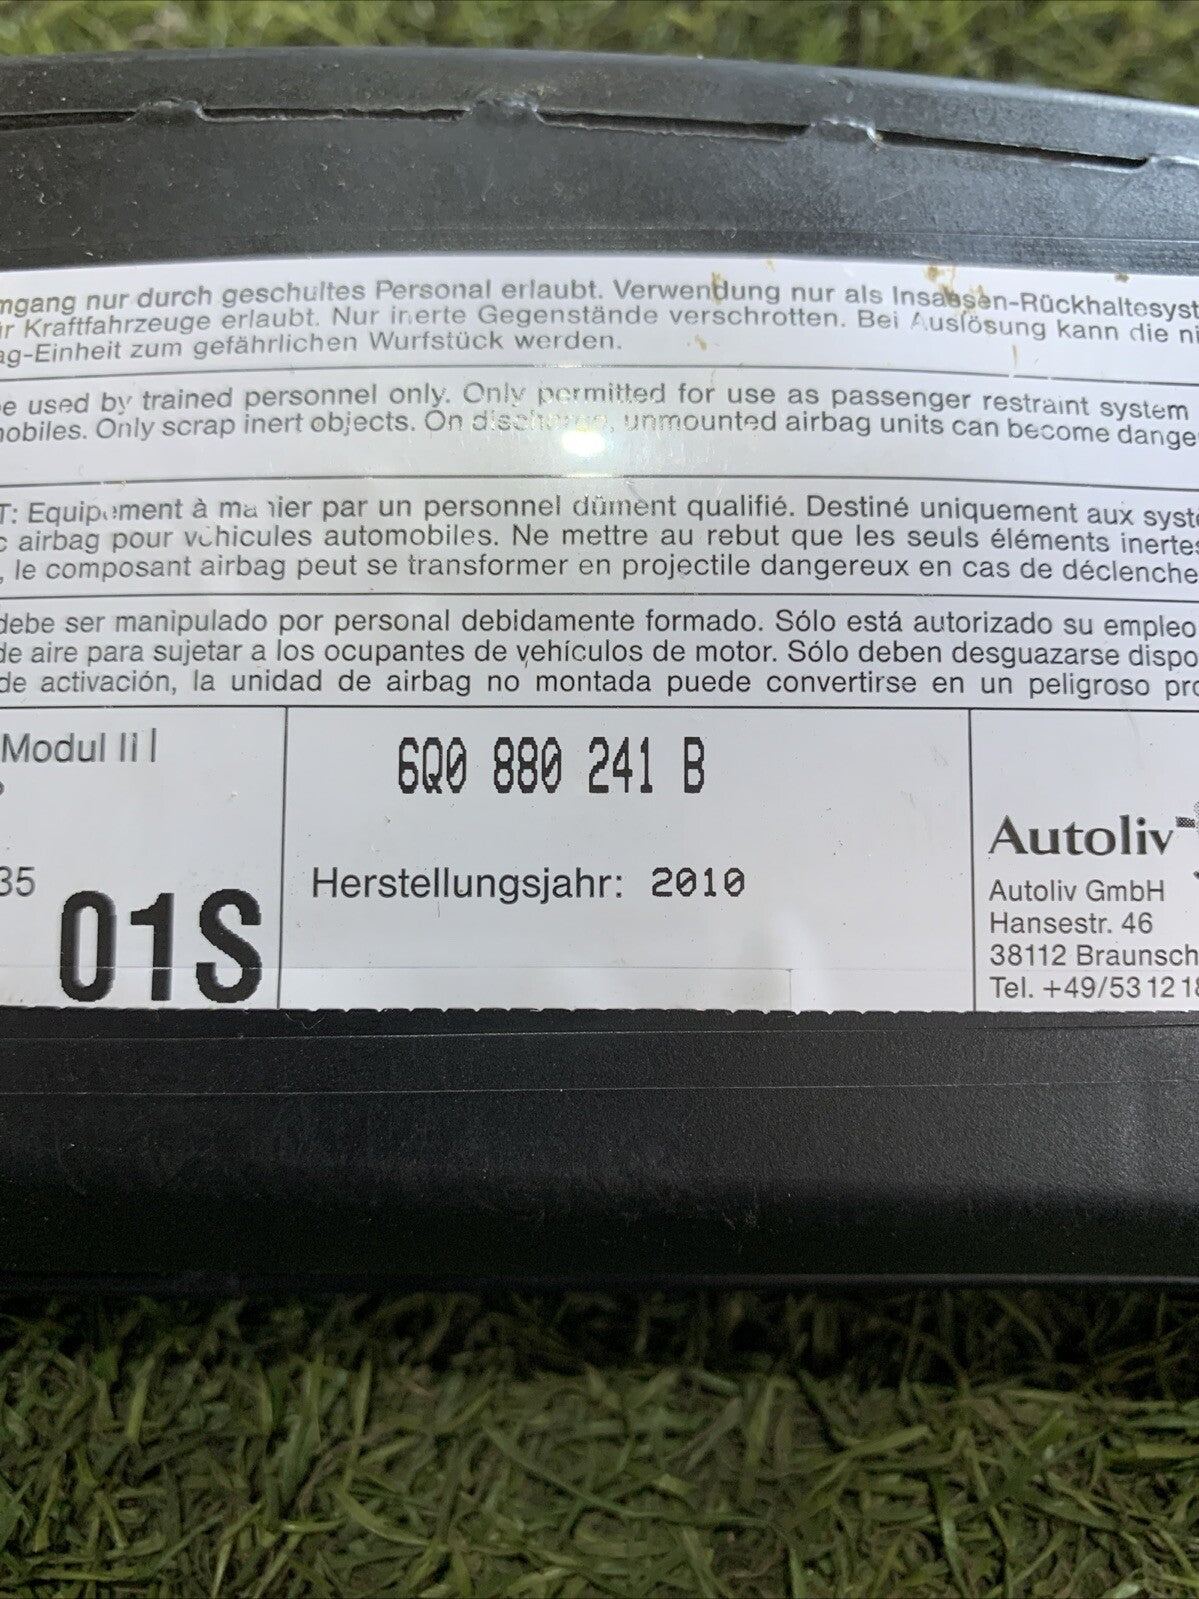 mgang nur durch geschultes Personal erlaubt. Verwendung nur als Insassen-Rückhaltesyst
r Kraftfahrzeuge erlaubt. Nur inerte Gegenstände verschrotten. Bei Auslösung kann die ni
ag-Einheit zum gefährlichen Wurfstück werden.
e used by trained personnel only. Only permitted for use as passenger restraint system
obiles. Only scrap inert objects. On discharge, unmounted airbag units can become dange
T: Equipement à manier par un personnel dûment qualifié. Destiné uniquement aux syst
c airbag pour véhicules automobiles. Ne mettre au rebut que les seuls éléments inertes
, le composant airbag peut se transformer en projectile dangereux en cas de déclenche
debe ser manipulado por personal debidamente formado. Sólo está autorizado su empleo
de aire para sujetar a los ocupantes de vehículos de motor. Sólo deben desguazarse dispo
de activación, la unidad de airbag no montada puede convertirse en un peligroso pro
Modul II
35
01S
6Q0 880 241 B
Herstellungsjahr: 2010
Autoliv
Autoliv GmbH
Hansestr. 46
38112 Braunsch
Tel. +49/53 12 18